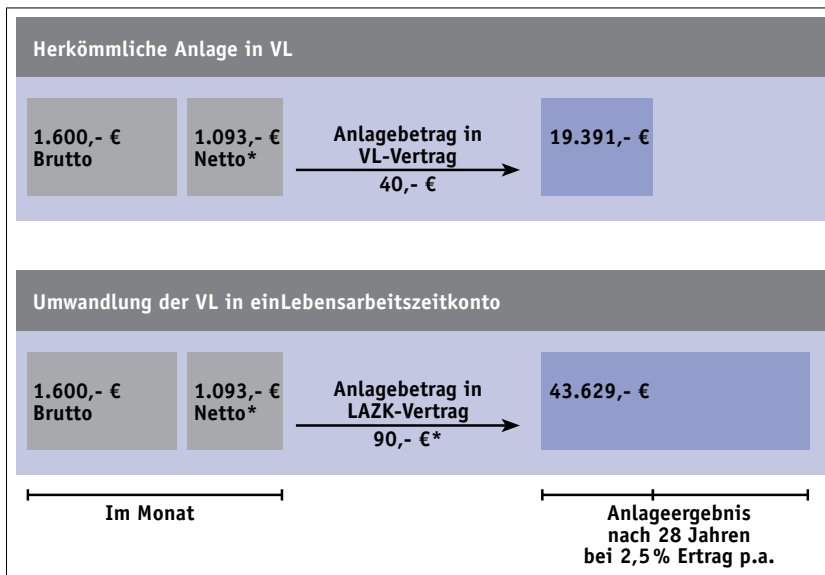 Herkömmliche Anlage in VL
1.600,- €
Brutto
1.093,- €
Netto*
Anlagebetrag in
VL-Vertrag
40,- €
19.391,- €
Umwandlung der VL in einLebensarbeitszeitkonto
1.600,- €
Brutto
1.093,- €
Netto*
Anlagebetrag in
LAZK-Vertrag
90,- €*
43.629,- €
Im Monat
Anlageergebnis
nach 28 Jahren
bei 2,5% Ertrag p.a.